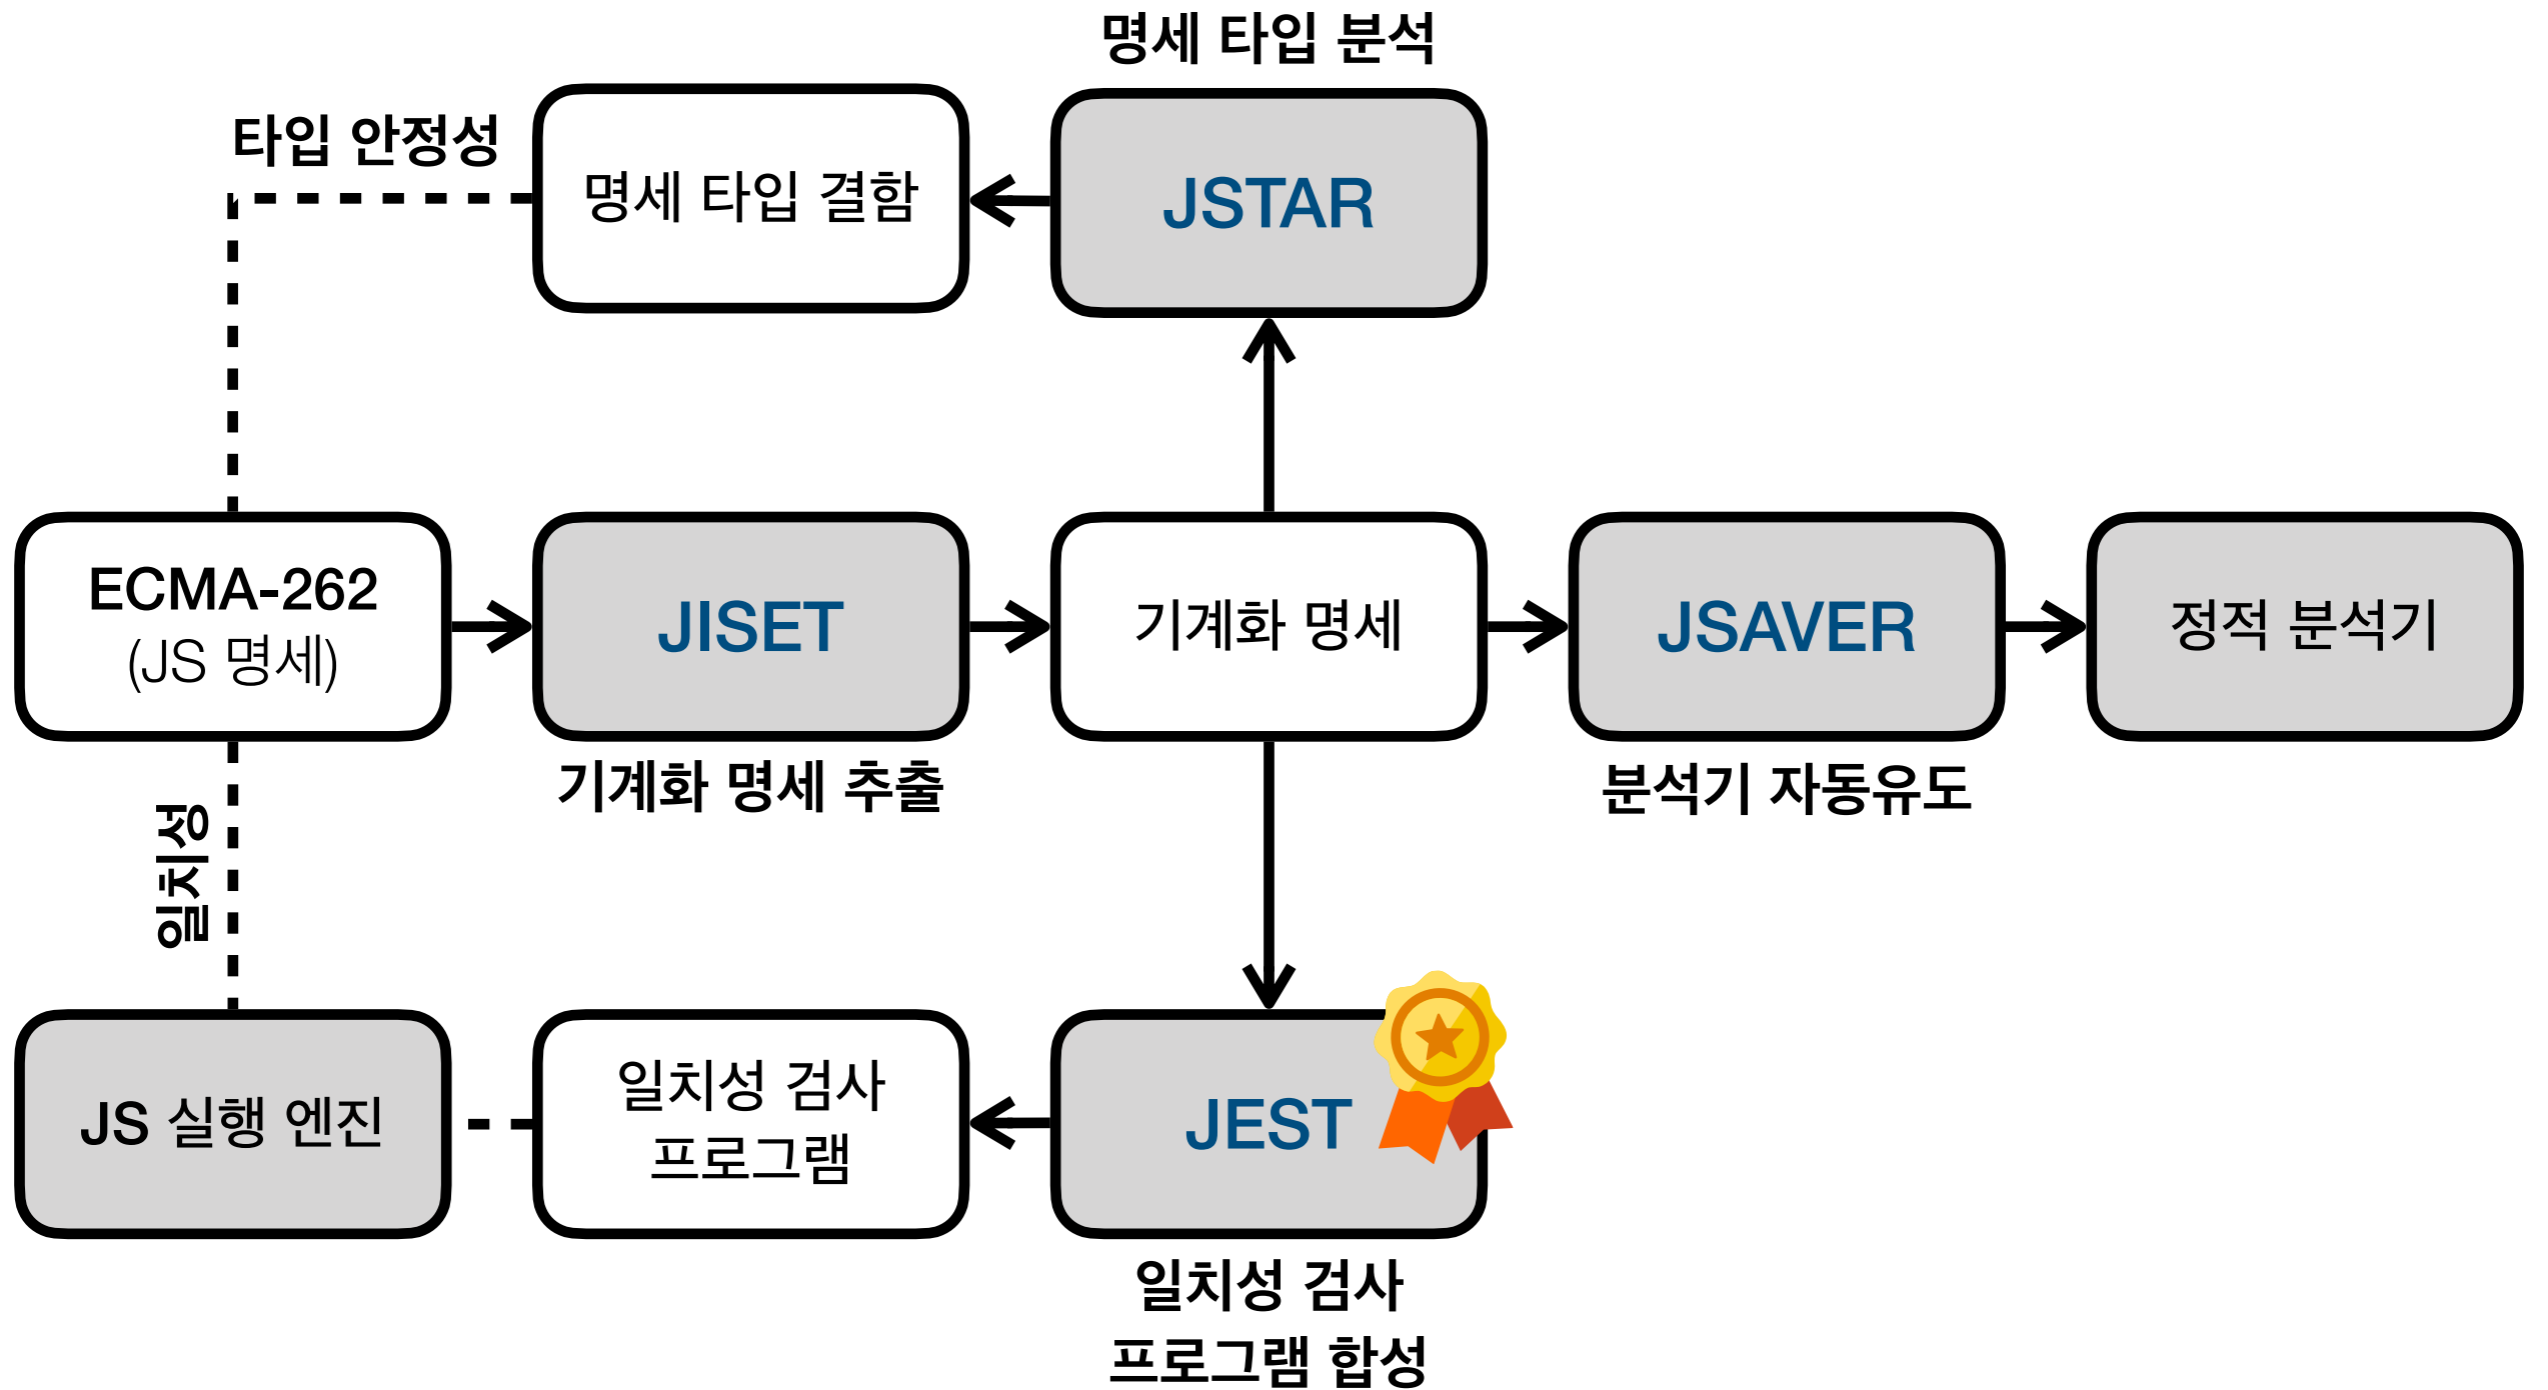 명세 타입 분석
타입 안정성
명세 타입 결함
JSTAR
ECMA-262
(JS 명세)
JISET
기계화 명세
JSAVER
정적 분석기
기계화 명세 추출
분석기 자동유도
일치성
JS 실행 엔진
일치성 검사
프로그램
JEST
일치성 검사
프로그램 합성